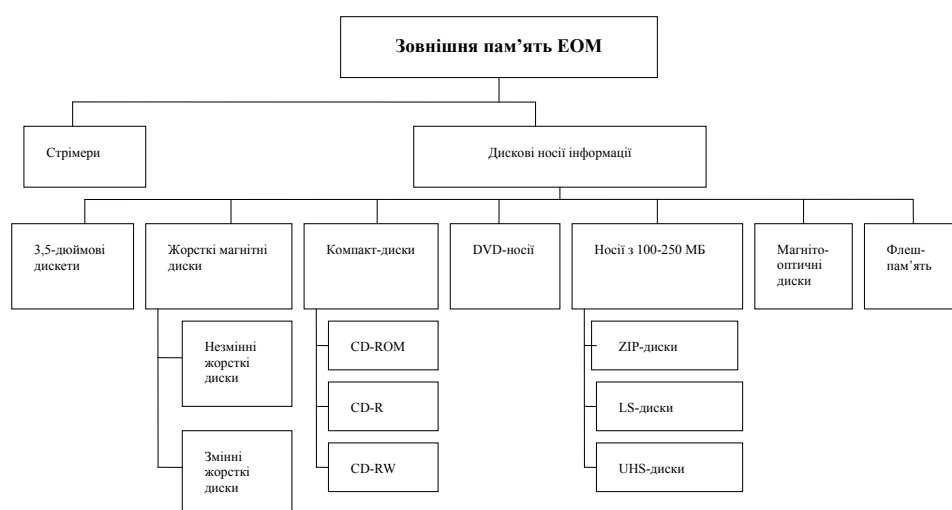 Зовнішня пам’ять ЕОМ
Стрімери
Дискові носії інформації
3,5-дюймові
дискети
Жорсткі магнітні
диски
Компакт-диски
DVD-носії
Носії з 100-250 МБ
Магніто-
оптичні
диски
Флеш-
пам’ять
Незмінні
жорсткі
диски
Змінні
жорсткі
диски
CD-ROM
CD-R
CD-RW
ZIP-диски
LS-диски
UHS-диски